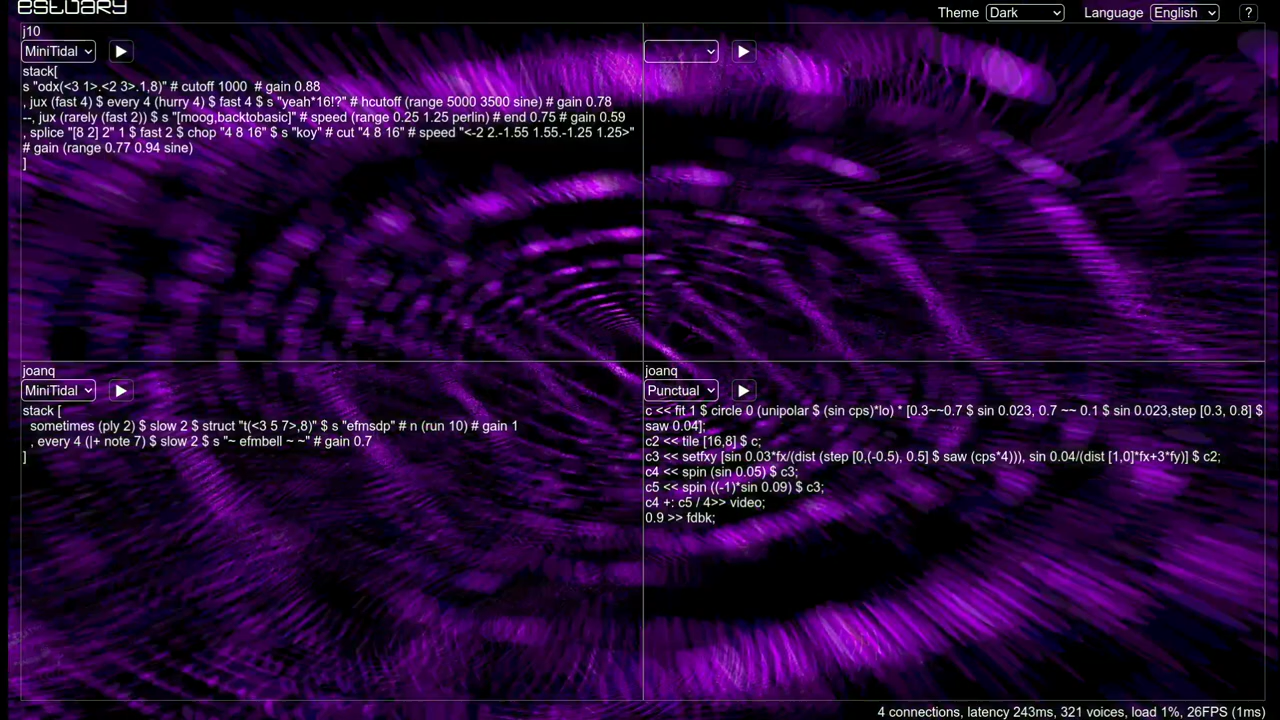 estuary
Theme Dark Language English ?
j10
MiniTidal
stack[
s "odx(<3 1>.<2 3>.1,8)" # cutoff 1000  # gain 0.88
, jux (fast 4) $ every 4 (hurry 4) $ fast 4 $ s "yeah*16!?" # hcutoff (range 5000 3500 sine) # gain 0.78
--, jux (rarely (fast 2)) $ s "[moog,backtobasic]" # speed (range 0.25 1.25 perlin) # end 0.75 # gain 0.59
, splice "[8 2] 2" 1 $ fast 2 $ chop "4 8 16" $ s "koy" # cut "4 8 16" # speed "<-2 2.-1.55 1.55.-1.25 1.25>"
# gain (range 0.77 0.94 sine)
]
joanq
MiniTidal
stack [
sometimes (ply 2) $ slow 2 $ struct "t(<3 5 7>,8)" $ s "efmsdp" # n (run 10) # gain 1
, every 4 (|+ note 7) $ slow 2 $ s "~ efmbell ~ ~" # gain 0.7
]
joanq
Punctual
c << fit 1 $ circle 0 (unipolar $ (sin cps)*lo) * [0.3~~0.7 $ sin 0.023, 0.7 ~~ 0.1 $ sin 0.023,step [0.3, 0.8] $
saw 0.04];
c2 << tile [16,8] $ c;
c3 << setfxy [sin 0.03*fx/(dist (step [0,(-0.5), 0.5] $ saw (cps*4))), sin 0.04/(dist [1,0]*fx+3*fy)] $ c2;
c4 << spin (sin 0.05) $ c3;
c5 << spin ((-1)*sin 0.09) $ c3;
c4 +: c5 / 4>> video;
0.9 >> fdbk;
4 connections, latency 243ms, 321 voices, load 1%, 26FPS (1ms)